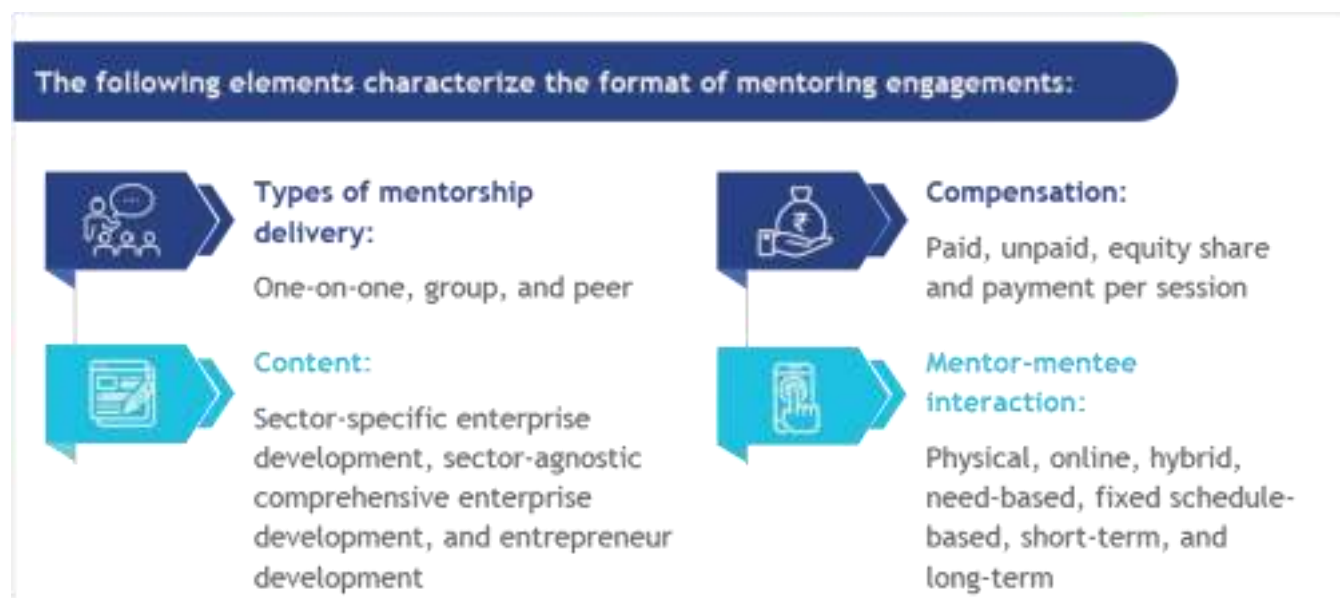 The following elements characterize the format of mentoring engagements:
Types of mentorship
delivery:
One-on-one, group, and peer
Content:
Sector-specific enterprise
development, sector-agnostic
comprehensive enterprise
development, and entrepreneur
development
Compensation:
Paid, unpaid, equity share
and payment per session
Mentor-mentee
interaction:
Physical, online, hybrid,
need-based, fixed schedule-
based, short-term, and
long-term